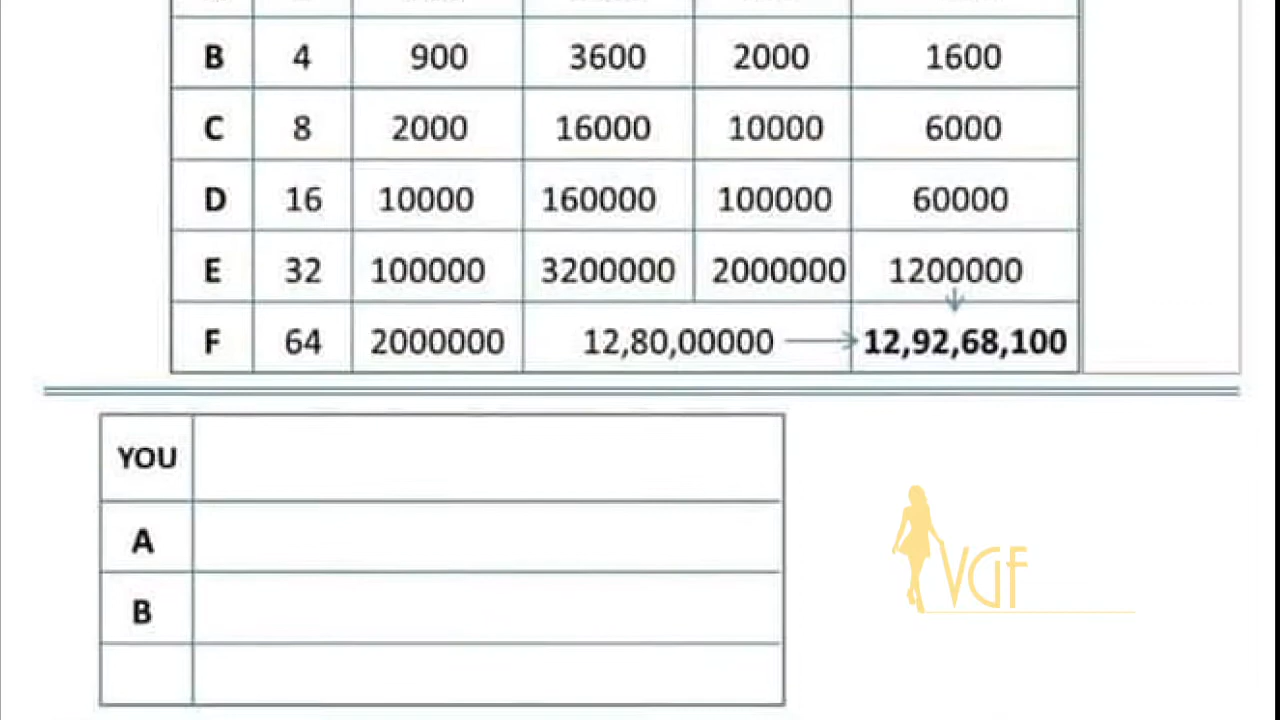 B 4 900 3600 2000 1600
C 8 2000 16000 10000 6000
D 16 10000 160000 100000 60000
E 32 100000 3200000 2000000 1200000
F 64 2000000 12,80,00000 12,92,68,100
YOU
A
B
VGF